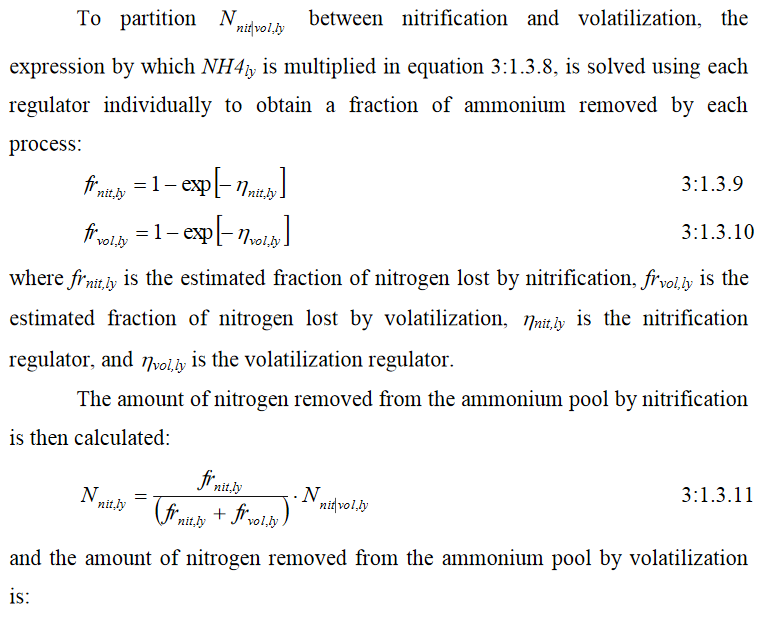 To partition N_{nit|vol,ly} between nitrification and volatilization, the
expression by which NH4_{ly} is multiplied in equation 3:1.3.8, is solved using each
regulator individually to obtain a fraction of ammonium removed by each
process:
fr_{nit,ly} = 1 − exp[− η_{nit,ly}] 3:1.3.9
fr_{vol,ly} = 1 − exp[− η_{vol,ly}] 3:1.3.10
where fr_{nit,ly} is the estimated fraction of nitrogen lost by nitrification, fr_{vol,ly} is the
estimated fraction of nitrogen lost by volatilization, η_{nit,ly} is the nitrification
regulator, and η_{vol,ly} is the volatilization regulator.
The amount of nitrogen removed from the ammonium pool by nitrification
is then calculated:
N_{nit,ly} = fr_{nit,ly} / (fr_{nit,ly} + fr_{vol,ly}) · N_{nit|vol,ly} 3:1.3.11
and the amount of nitrogen removed from the ammonium pool by volatilization
is: